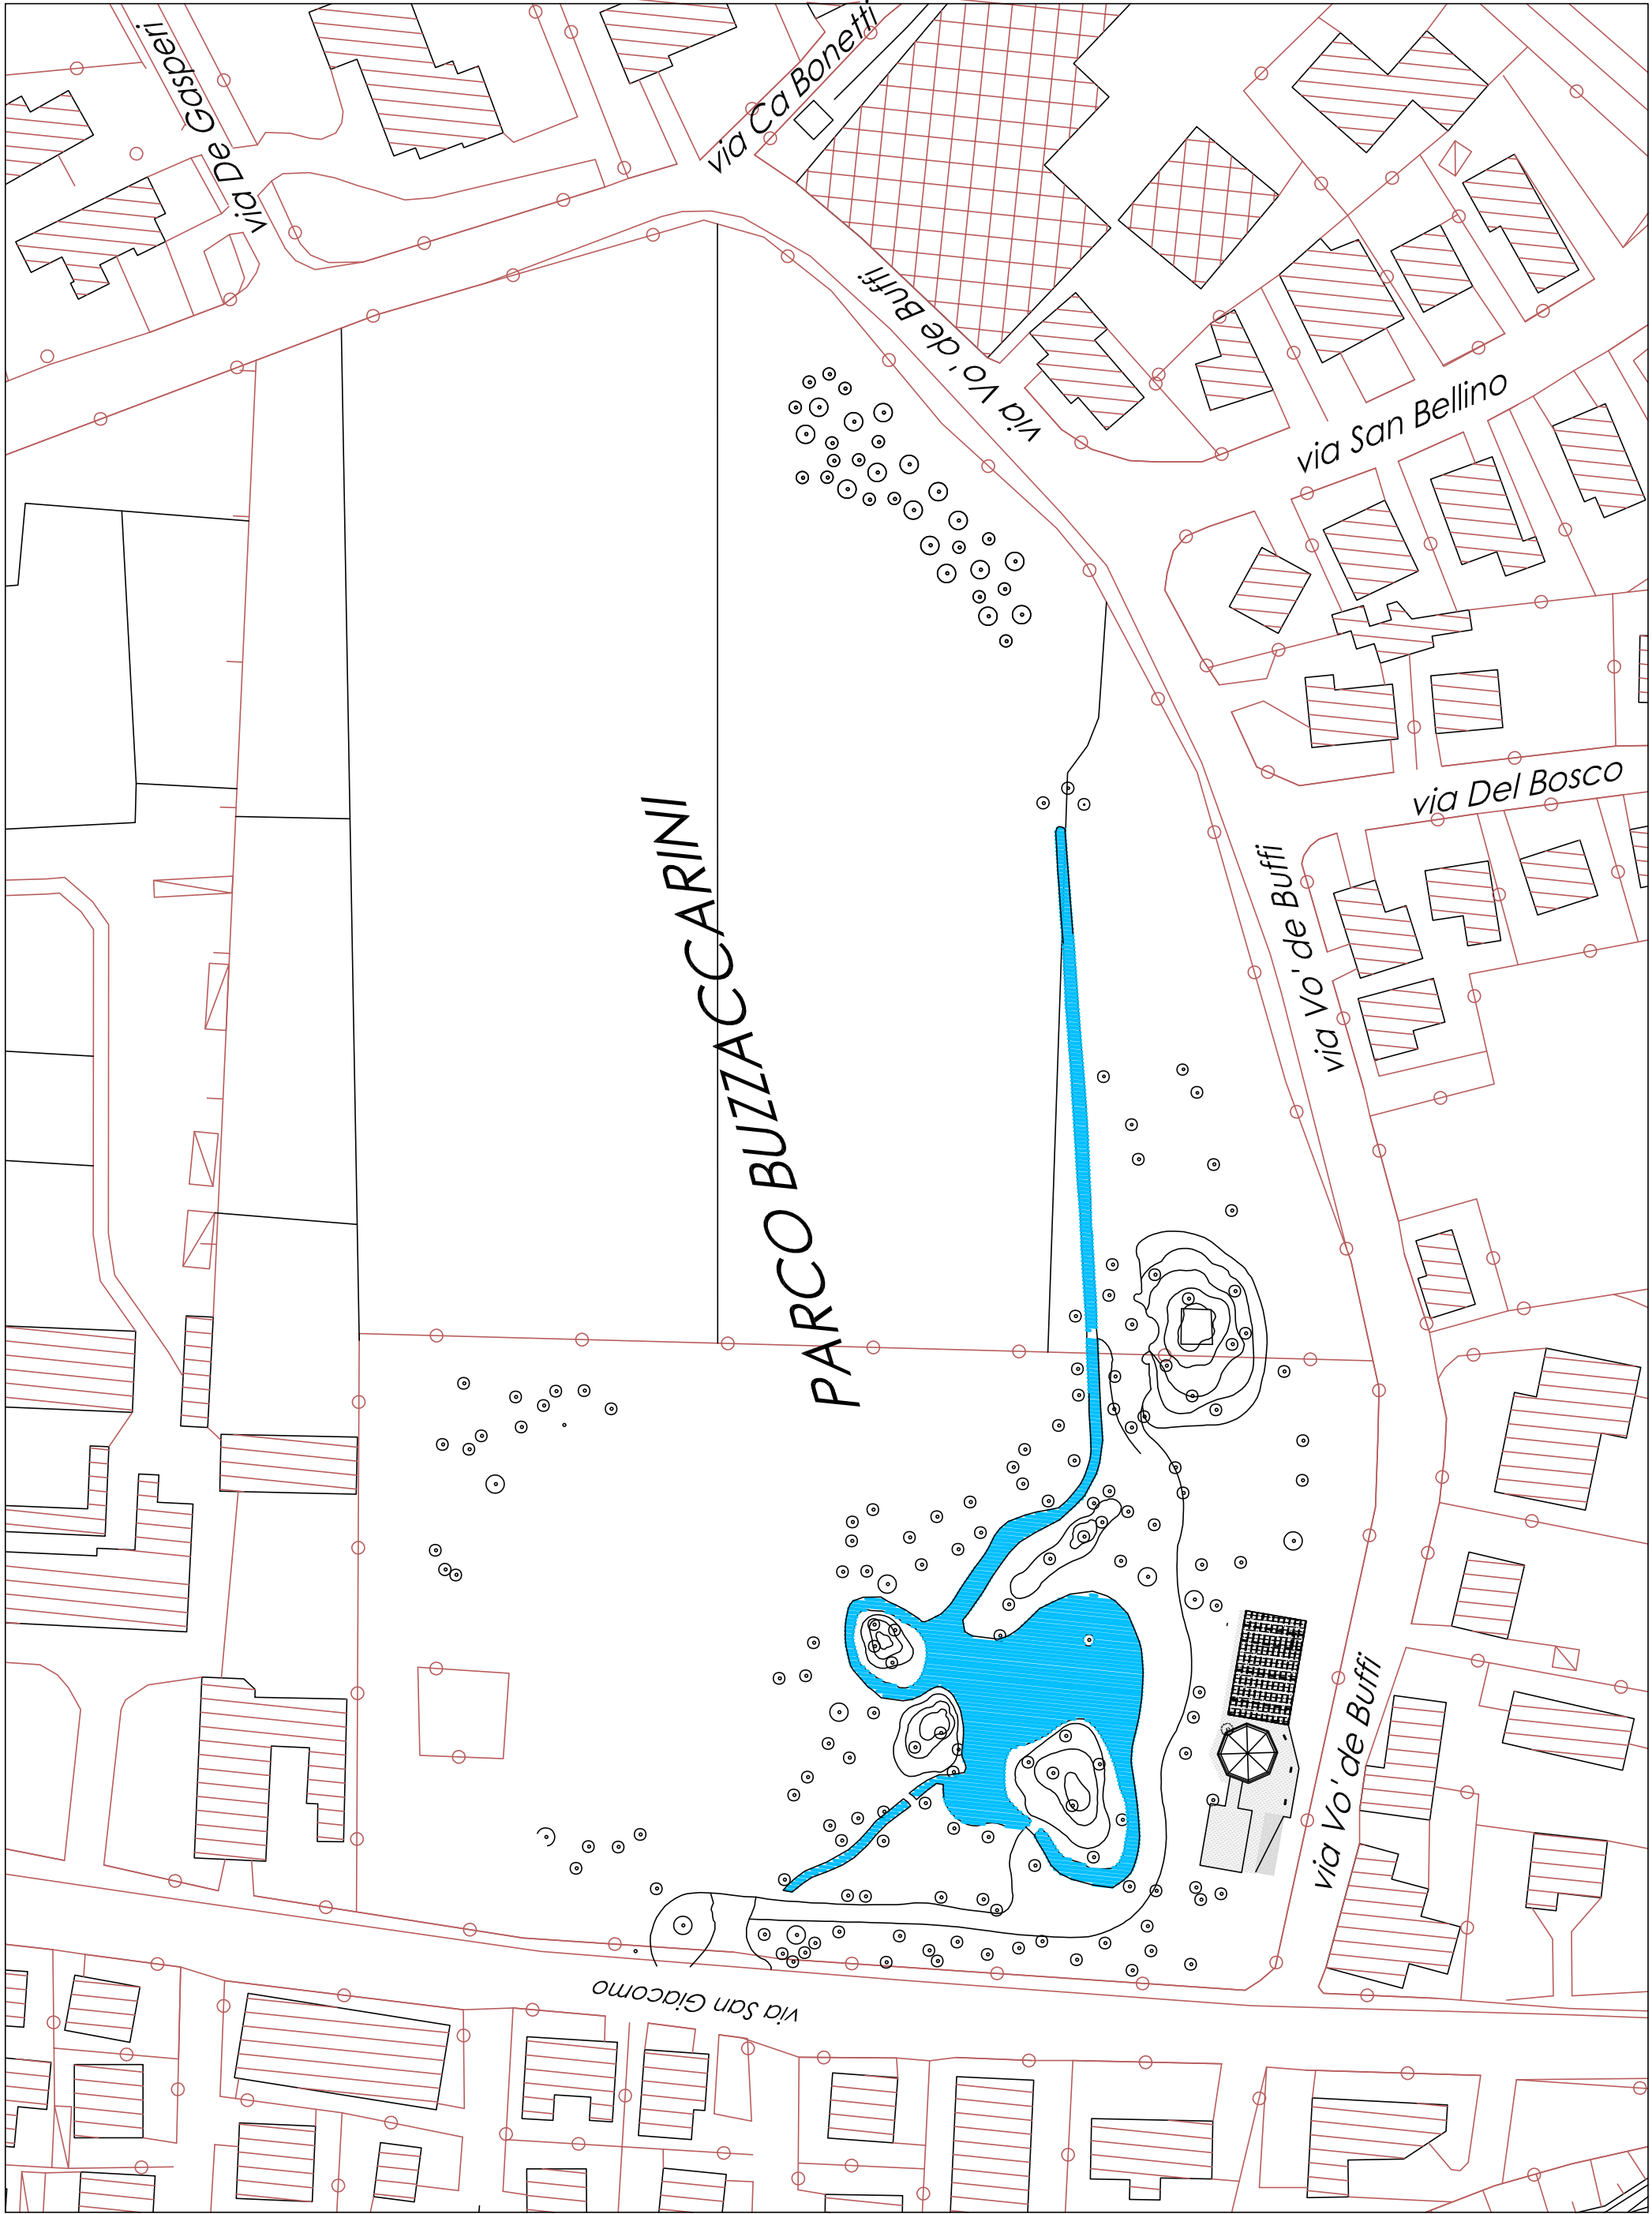 via De Gasperi
via Ca Bonetti
via Vo' de Buffi
via San Bellino
via Del Bosco
via Vo' de Buffi
PARCO BUZZACCARINI
via Vo' de Buffi
via San Giacomo